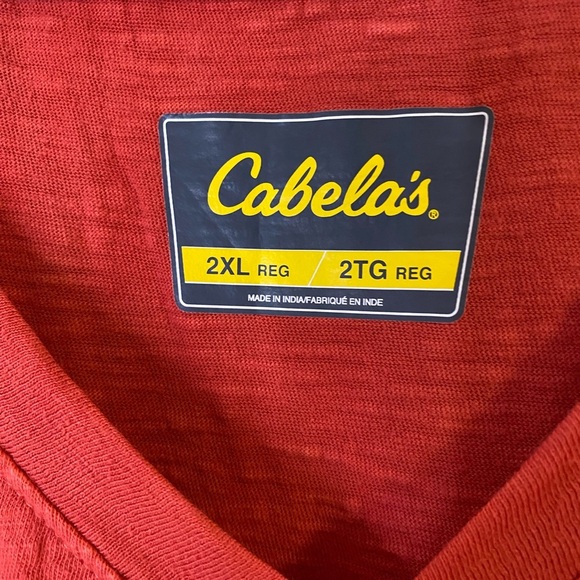 Cabela's®
2XL REG / 2TG REG
MADE IN INDIA/FABRIQUÉ EN INDE